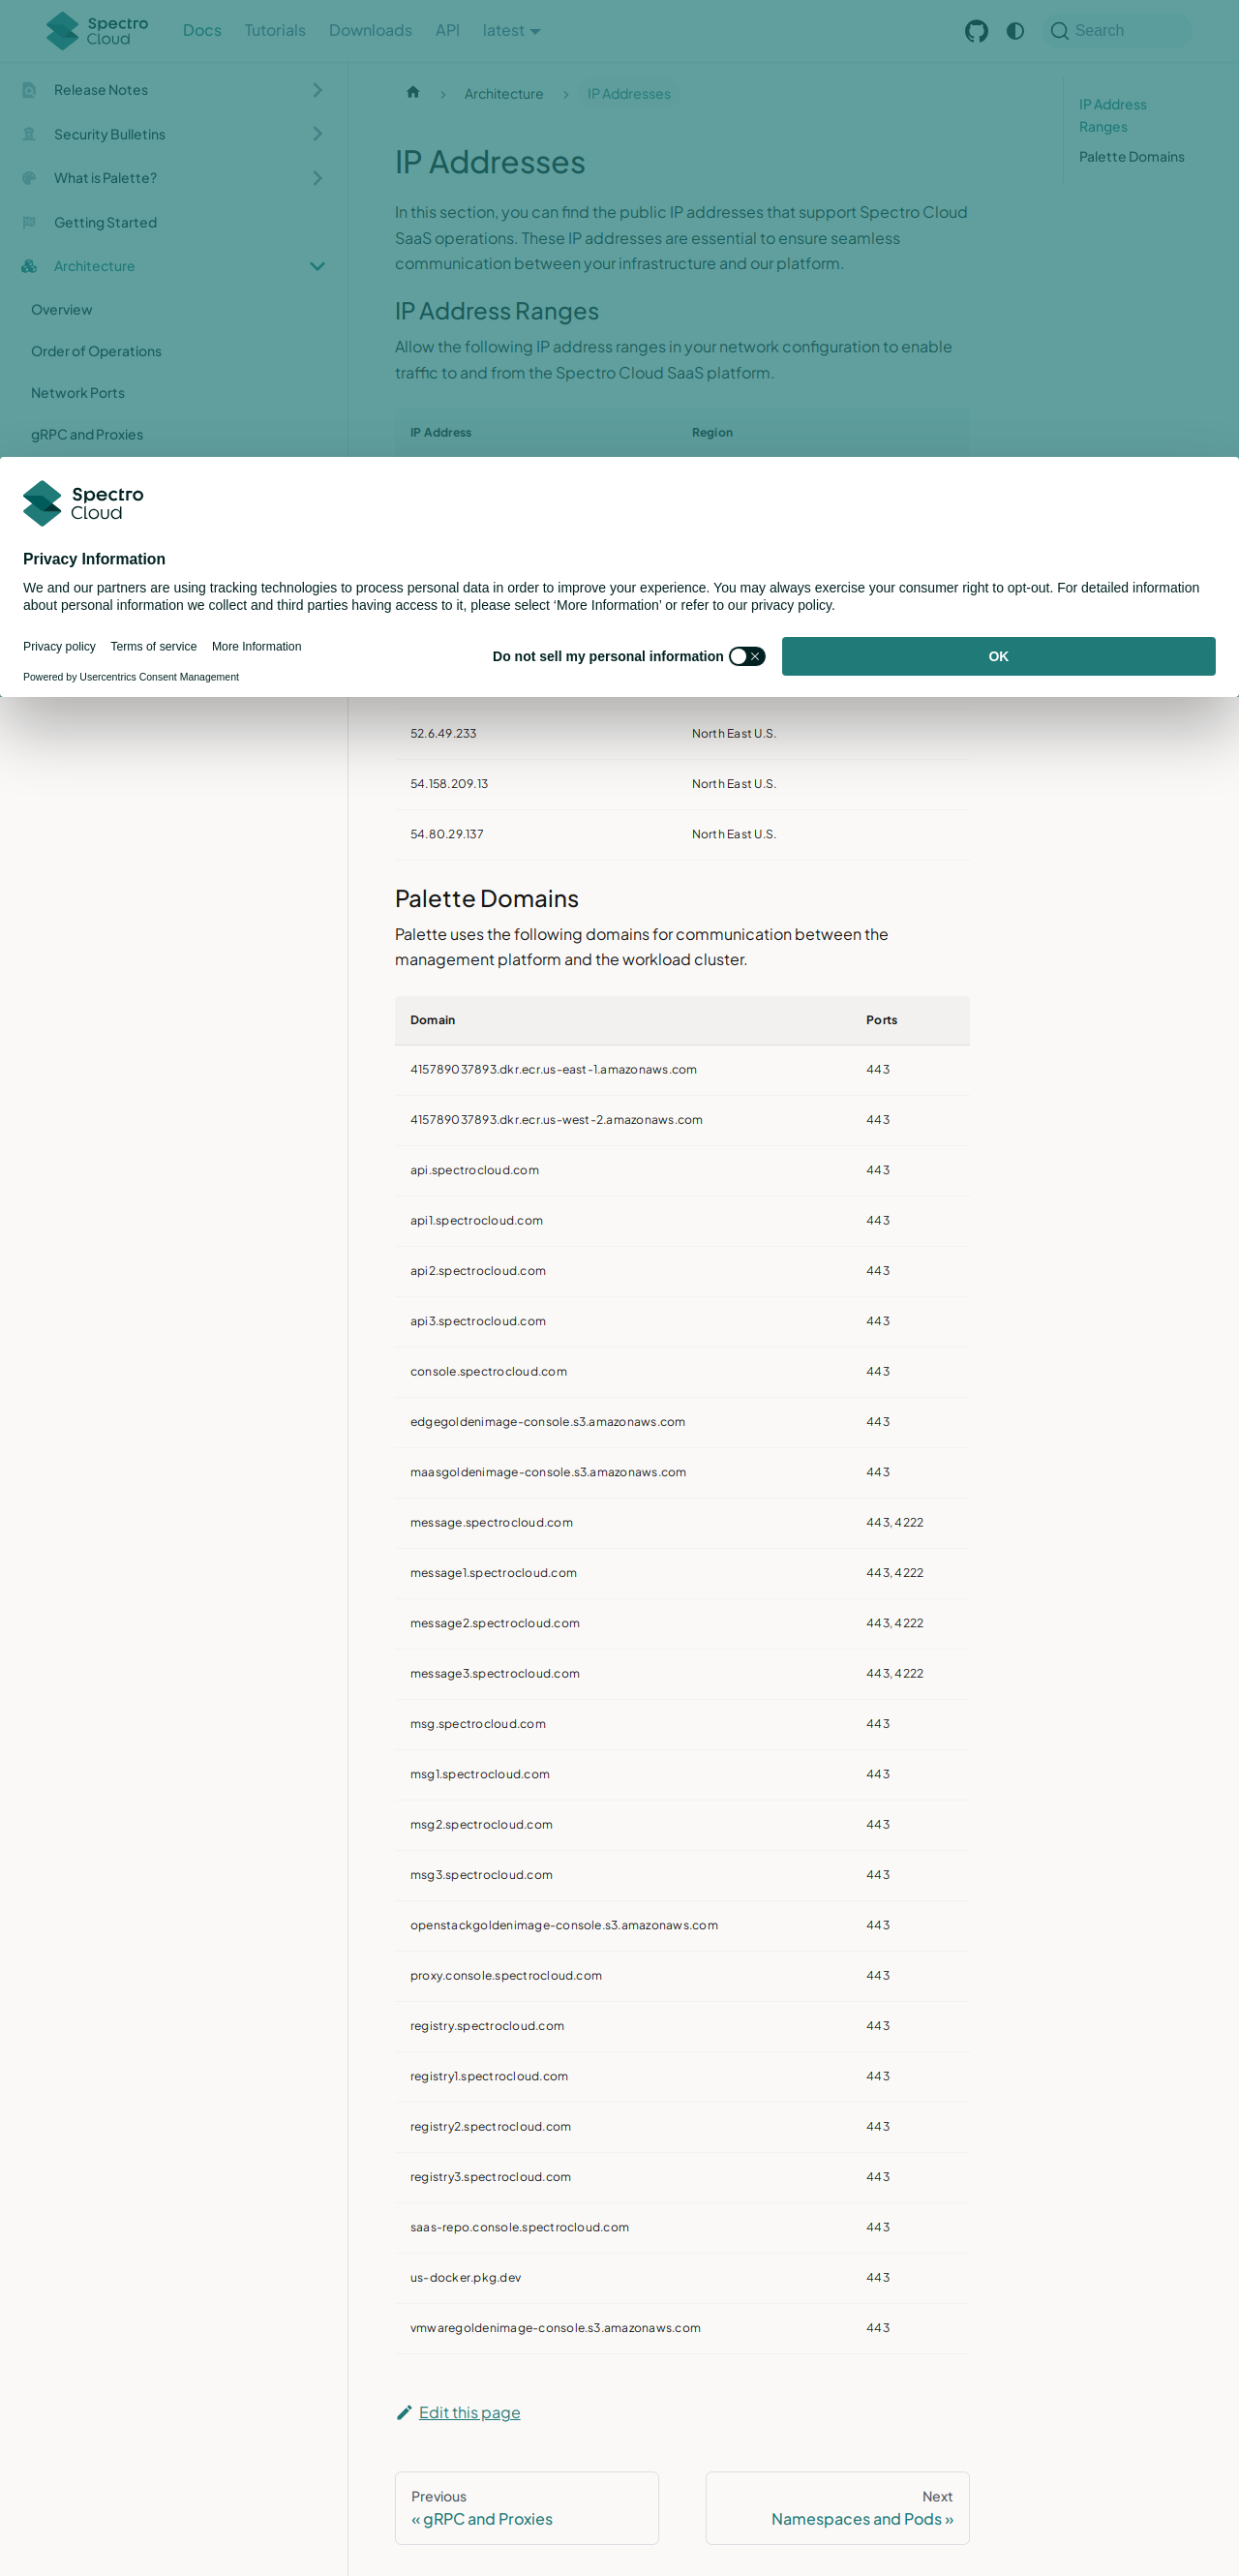 Spectro
Cloud
Docs
Tutorials
Downloads
API
latest
Search
Release Notes
Security Bulletins
What is Palette?
Getting Started
Architecture
Overview
Order of Operations
Network Ports
gRPC and Proxies
Architecture
IP Addresses
IP Address
Ranges
Palette Domains
IP Addresses
In this section, you can find the public IP addresses that support Spectro Cloud
SaaS operations. These IP addresses are essential to ensure seamless
communication between your infrastructure and our platform.
IP Address Ranges
Allow the following IP address ranges in your network configuration to enable
traffic to and from the Spectro Cloud SaaS platform.
IP Address Region
Spectro
Cloud
Privacy Information
We and our partners are using tracking technologies to process personal data in order to improve your experience. You may always exercise your consumer right to opt-out. For detailed information
about personal information we collect and third parties having access to it, please select ‘More Information’ or refer to our privacy policy.
Privacy policy Terms of service More Information
Powered by Usercentrics Consent Management
Do not sell my personal information
OK
52.6.49.233 North East U.S.
54.158.209.13 North East U.S.
54.80.29.137 North East U.S.
Palette Domains
Palette uses the following domains for communication between the
management platform and the workload cluster.
Domain Ports
415789037893.dkr.ecr.us-east-1.amazonaws.com 443
415789037893.dkr.ecr.us-west-2.amazonaws.com 443
api.spectrocloud.com 443
api1.spectrocloud.com 443
api2.spectrocloud.com 443
api3.spectrocloud.com 443
console.spectrocloud.com 443
edgegoldenimage-console.s3.amazonaws.com 443
maasgoldenimage-console.s3.amazonaws.com 443
message.spectrocloud.com 443, 4222
message1.spectrocloud.com 443, 4222
message2.spectrocloud.com 443, 4222
message3.spectrocloud.com 443, 4222
msg.spectrocloud.com 443
msg1.spectrocloud.com 443
msg2.spectrocloud.com 443
msg3.spectrocloud.com 443
openstackgoldenimage-console.s3.amazonaws.com 443
proxy.console.spectrocloud.com 443
registry.spectrocloud.com 443
registry1.spectrocloud.com 443
registry2.spectrocloud.com 443
registry3.spectrocloud.com 443
saas-repo.console.spectrocloud.com 443
us-docker.pkg.dev 443
vmwaregoldenimage-console.s3.amazonaws.com 443
Edit this page
Previous
« gRPC and Proxies
Next
Namespaces and Pods »